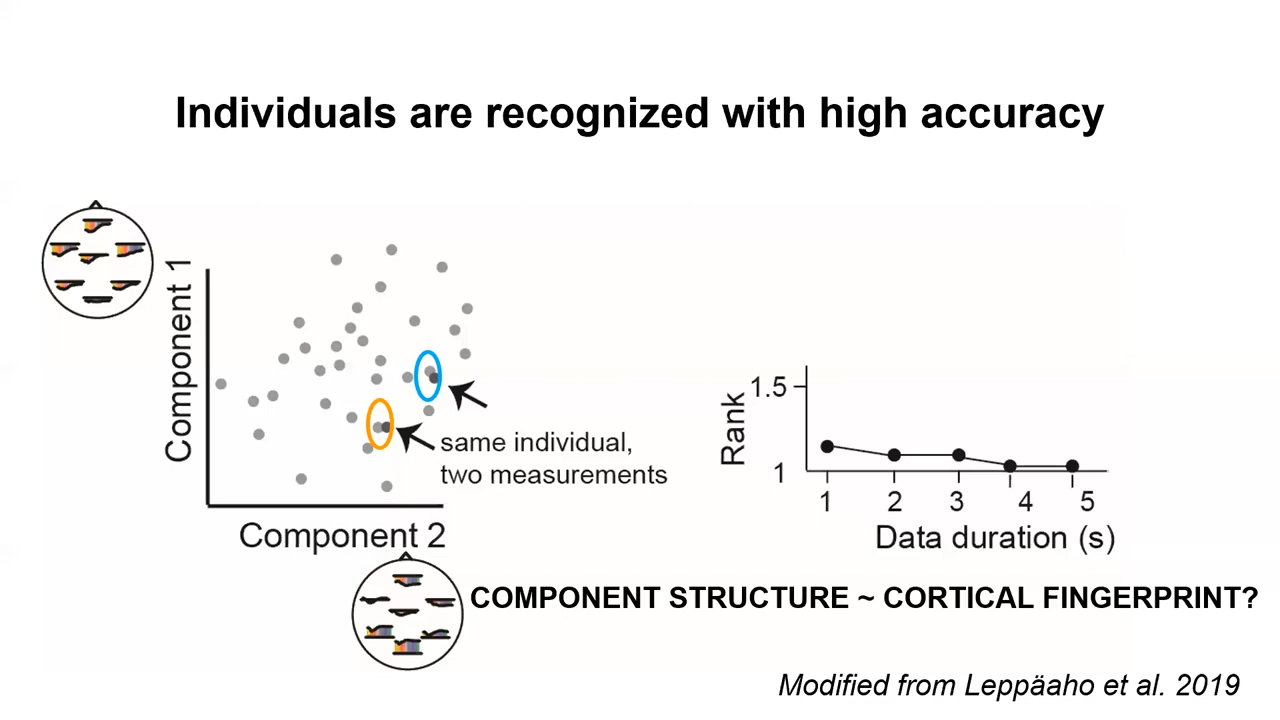 Individuals are recognized with high accuracy
Component 1
same individual,
two measurements
Component 2
Rank
1.5
1
1 2 3 4 5
Data duration (s)
COMPONENT STRUCTURE ~ CORTICAL FINGERPRINT?
Modified from Leppäaho et al. 2019